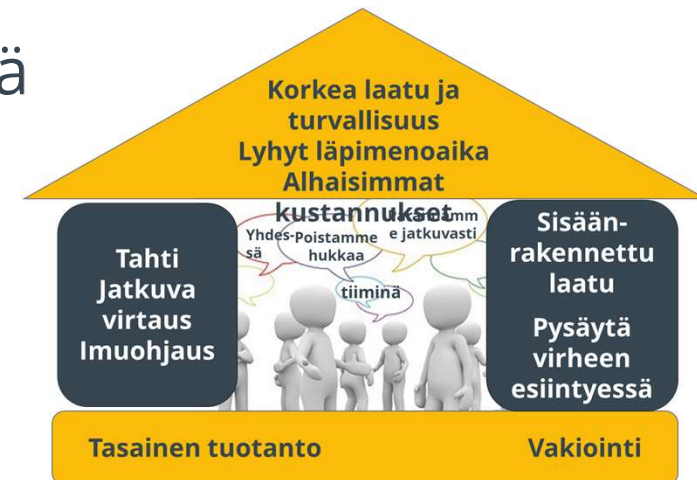 ä
Korkea laatu ja
turvallisuus
Lyhyt läpimenoaika
Alhaisimmat
kustannukset
Tahti
Jatkuva
virtaus
Imuohjaus
Yhdes-
sä
Poistamme
hukkaa
e jatkuvasti
tiiminä
Sisään-
rakennettu
laatu
Pysäytä
virheen
esiintyessä
Tasainen tuotanto
Vakiointi